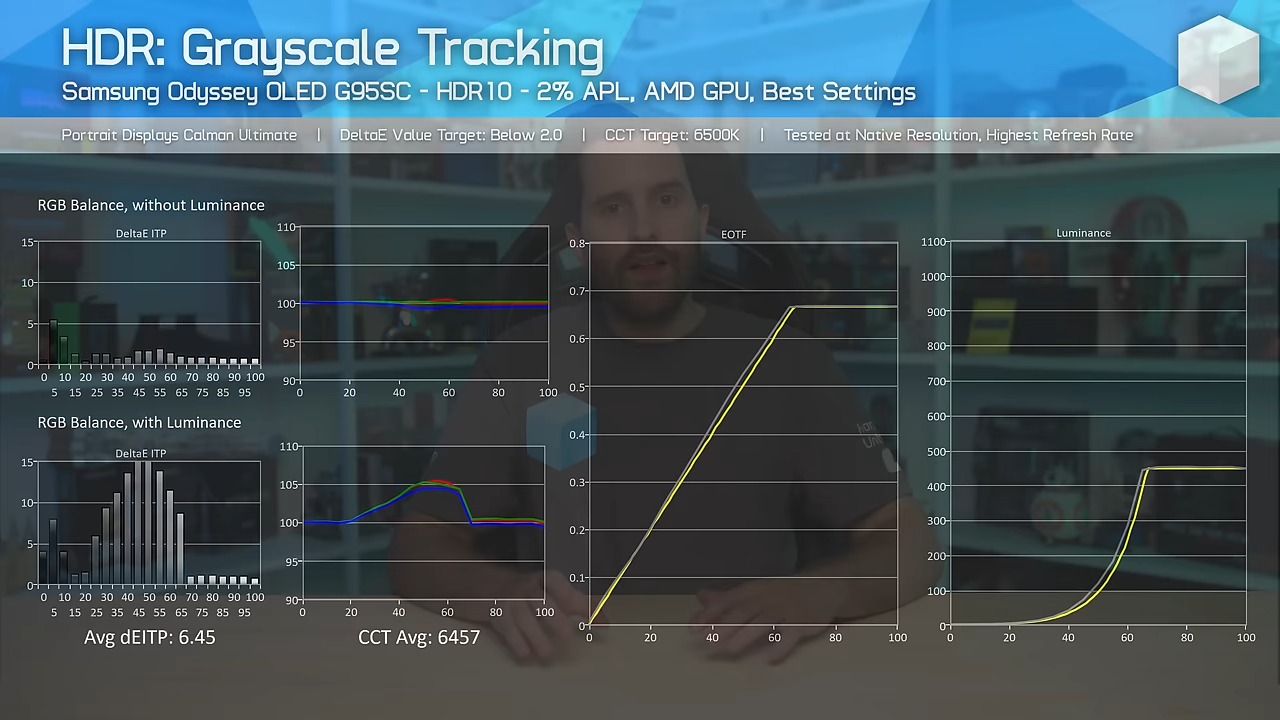 HDR: Grayscale Tracking
Samsung Odyssey OLED G95SC - HDR10 - 2% APL, AMD GPU, Best Settings
Portrait Displays Calman Ultimate | DeltaE Value Target: Below 2.0 | CCT Target: 6500K | Tested at Native Resolution, Highest Refresh Rate
RGB Balance, without Luminance
DeltaE ITP
15
10
5
0
0 10 20 30 40 50 60 70 80 90 100
5 15 25 35 45 55 65 75 85 95
110
105
100
95
90
0 20 40 60 80 100
RGB Balance, with Luminance
DeltaE ITP
15
10
5
0
0 10 20 30 40 50 60 70 80 90 100
5 15 25 35 45 55 65 75 85 95
Avg dEITP: 6.45
110
105
100
95
90
0 20 40 60 80 100
CCT Avg: 6457
EOTF
0.8
0.7
0.6
0.5
0.4
0.3
0.2
0.1
0
0 20 40 60 80 100
Luminance
1100
1000
900
800
700
600
500
400
300
200
100
0
0 20 40 60 80 100